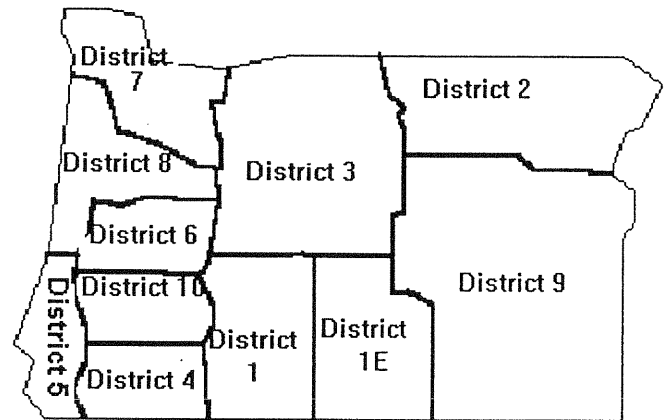 District
7
District 2
District 8
District 3
District 6
District 10
District 9
District 5
District
1
District
1E
District 4